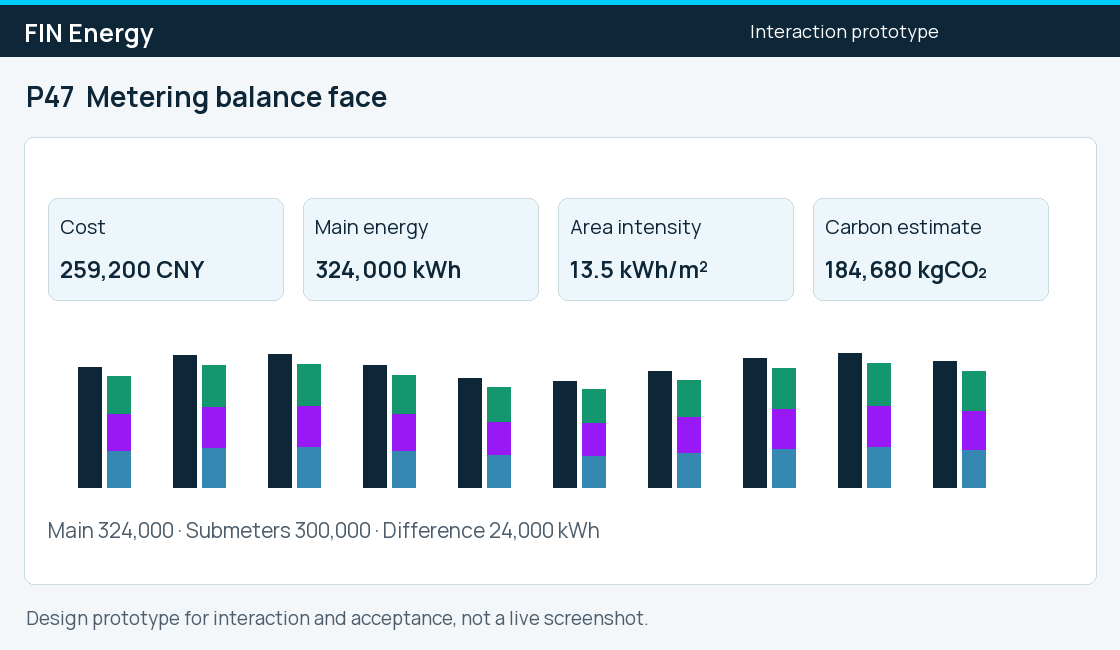 FIN Energy
Interaction prototype
P47 Metering balance face
Cost
259,200 CNY
Main energy
324,000 kWh
Area intensity
13.5 kWh/m²
Carbon estimate
184,680 kgCO₂
Main 324,000 · Submeters 300,000 · Difference 24,000 kWh
Design prototype for interaction and acceptance, not a live screenshot.